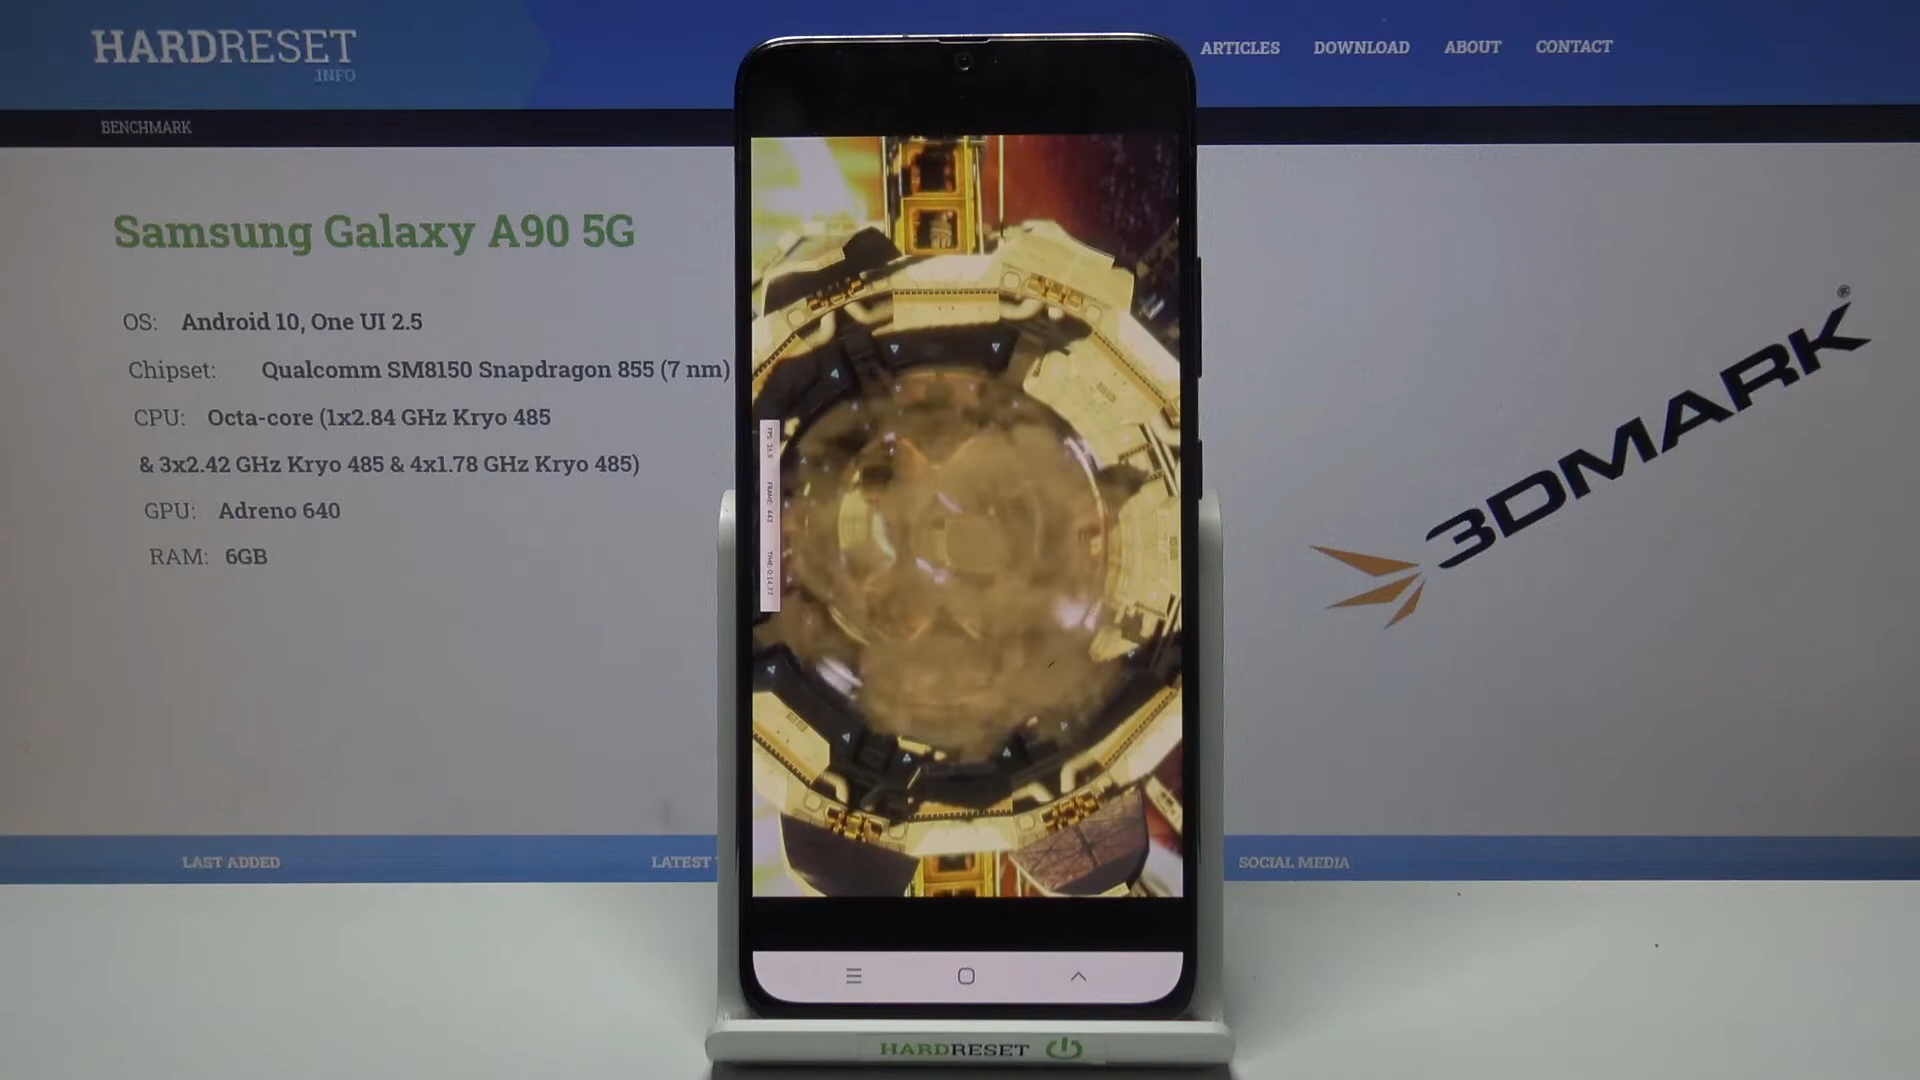 HARDRESET
.INFO
ARTICLES DOWNLOAD ABOUT CONTACT
BENCHMARK
Samsung Galaxy A90 5G
OS: Android 10, One UI 2.5
Chipset: Qualcomm SM8150 Snapdragon 855 (7 nm)
CPU: Octa-core (1x2.84 GHz Kryo 485
& 3x2.42 GHz Kryo 485 & 4x1.78 GHz Kryo 485)
GPU: Adreno 640
RAM: 6GB
3DMARK®
FRAME: 443
LAST ADDED LATEST SOCIAL MEDIA
HARDRESET